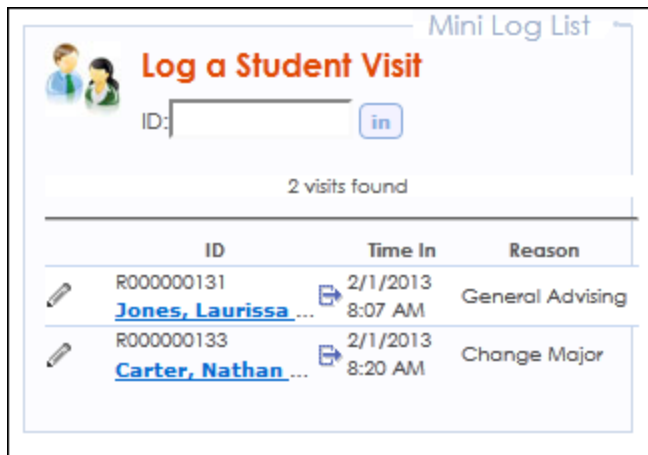 Mini Log List
Log a Student Visit
ID:
in
2 visits found
ID Time In Reason
R000000131 2/1/2013
Jones, Laurissa ... 8:07 AM General Advising
R000000133 2/1/2013
Carter, Nathan ... 8:20 AM Change Major